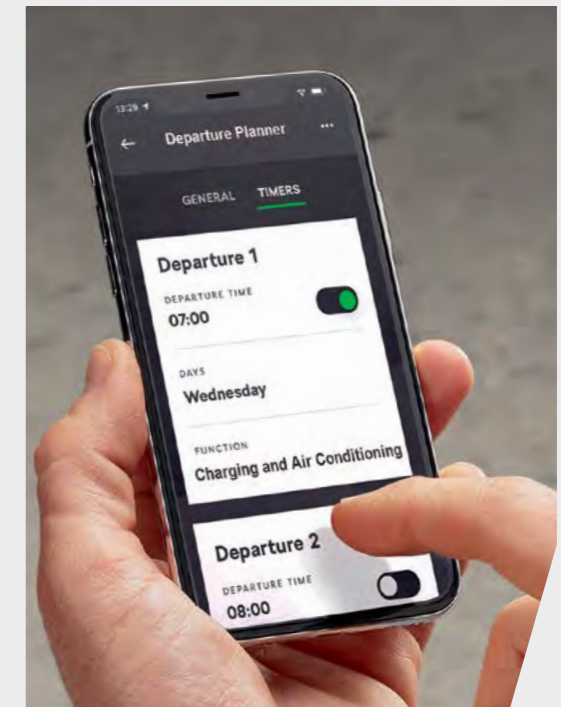 13:29
Departure Planner
GENERAL TIMERS
Departure 1
DEPARTURE TIME
07:00
DAYS
Wednesday
FUNCTION
Charging and Air Conditioning
Departure 2
DEPARTURE TIME
08:00